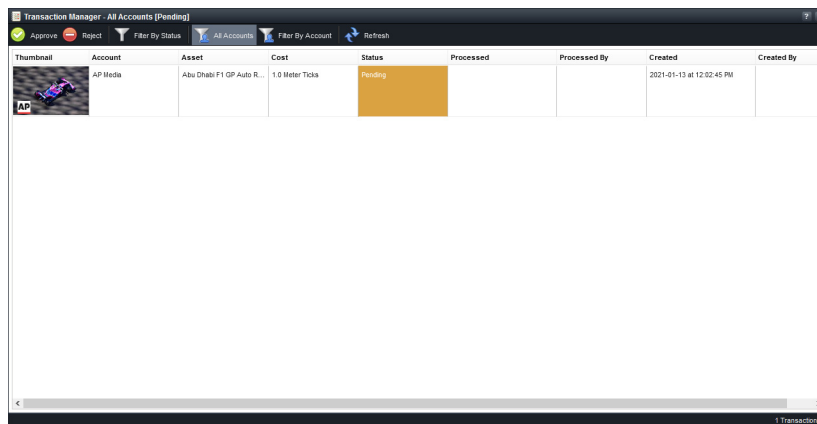 Transaction Manager - All Accounts [Pending] ?
Approve Reject Filter By Status All Accounts Filter By Account Refresh
Thumbnail Account Asset Cost Status Processed Processed By Created Created By
AP Media Abu Dhabi F1 GP Auto R... 1.0 Meter Ticks Pending 2021-01-13 at 12:02:45 PM
AP
1 Transaction